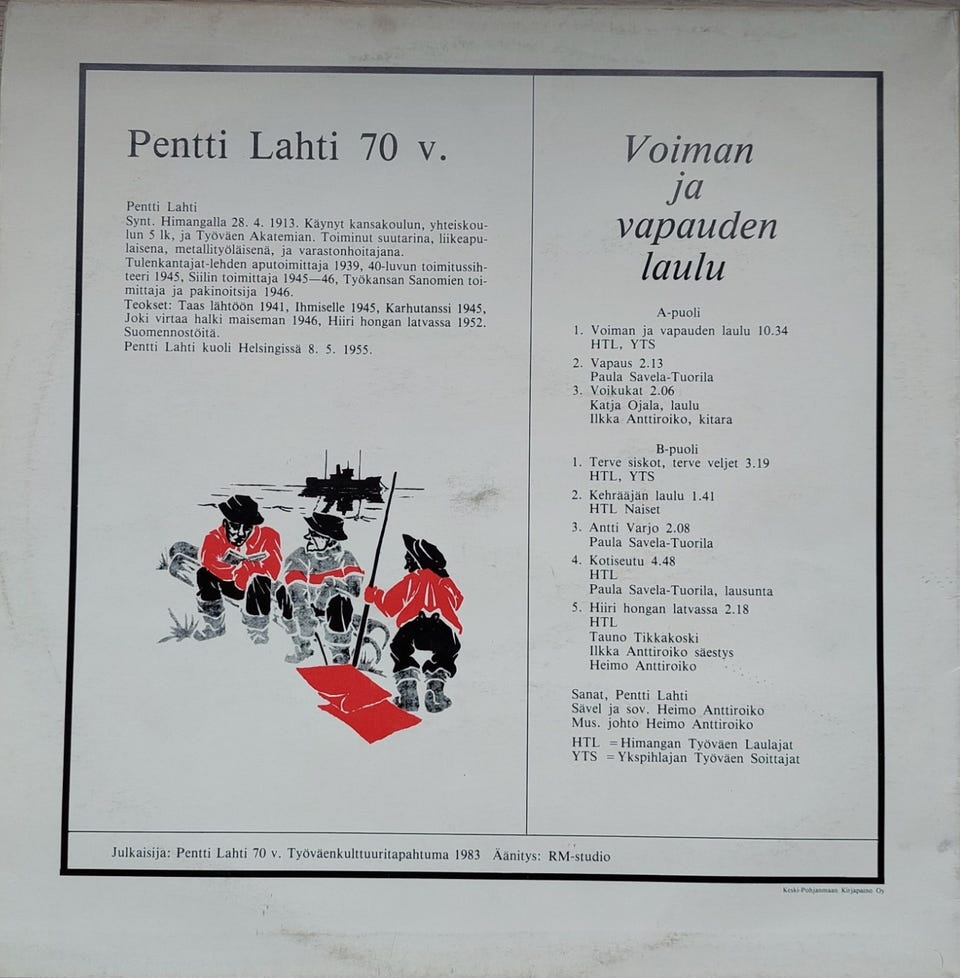 Pentti Lahti 70 v.
Pentti Lahti
Synt. Himangalla 28. 4. 1913. Käynyt kansakoulun, yhteiskou-
lun 5 lk, ja Työväen Akatemian. Toiminut suutarina, liikeapu-
laisena, metallityöläisenä, ja varastonhoitajana.
Tulenkantajat-lehden aputoimittaja 1939, 40-luvun toimitussih-
teeri 1945, Siilin toimittaja 1945—46, Työkansan Sanomien toi-
mittaja ja pakinoitsija 1946.
Teokset: Taas lähtöön 1941, Ihmiselle 1945, Karhutanssi 1945,
Joki virtaa halki maiseman 1946, Hiiri hongan latvassa 1952.
Suomennostöitä.
Pentti Lahti kuoli Helsingissä 8. 5. 1955.
Voiman
ja
vapauden
laulu
A-puoli
1. Voiman ja vapauden laulu 10.34
HTL, YTS
2. Vapaus 2.13
Paula Savela-Tuorila
3. Voikukat 2.06
Katja Ojala, laulu
Ilkka Anttiroiko, kitara
B-puoli
1. Terve siskot, terve veljet 3.19
HTL, YTS
2. Kehrääjän laulu 1.41
HTL Naiset
3. Antti Varjo 2.08
Paula Savela-Tuorila
4. Kotiseutu 4.48
HTL
Paula Savela-Tuorila, lausunta
5. Hiiri hongan latvassa 2.18
HTL
Tauno Tikkakoski
Ilkka Anttiroiko säestys
Heimo Anttiroiko
Sanat, Pentti Lahti
Sävel ja sov. Heimo Anttiroiko
Mus. johto Heimo Anttiroiko
HTL = Himangan Työväen Laulajat
YTS = Ykspihlajan Työväen Soittajat
Julkaisija: Pentti Lahti 70 v. Työväenkulttuuritapahtuma 1983 Äänitys: RM-studio
Keski-Pohjanmaan Kirjapaino Oy